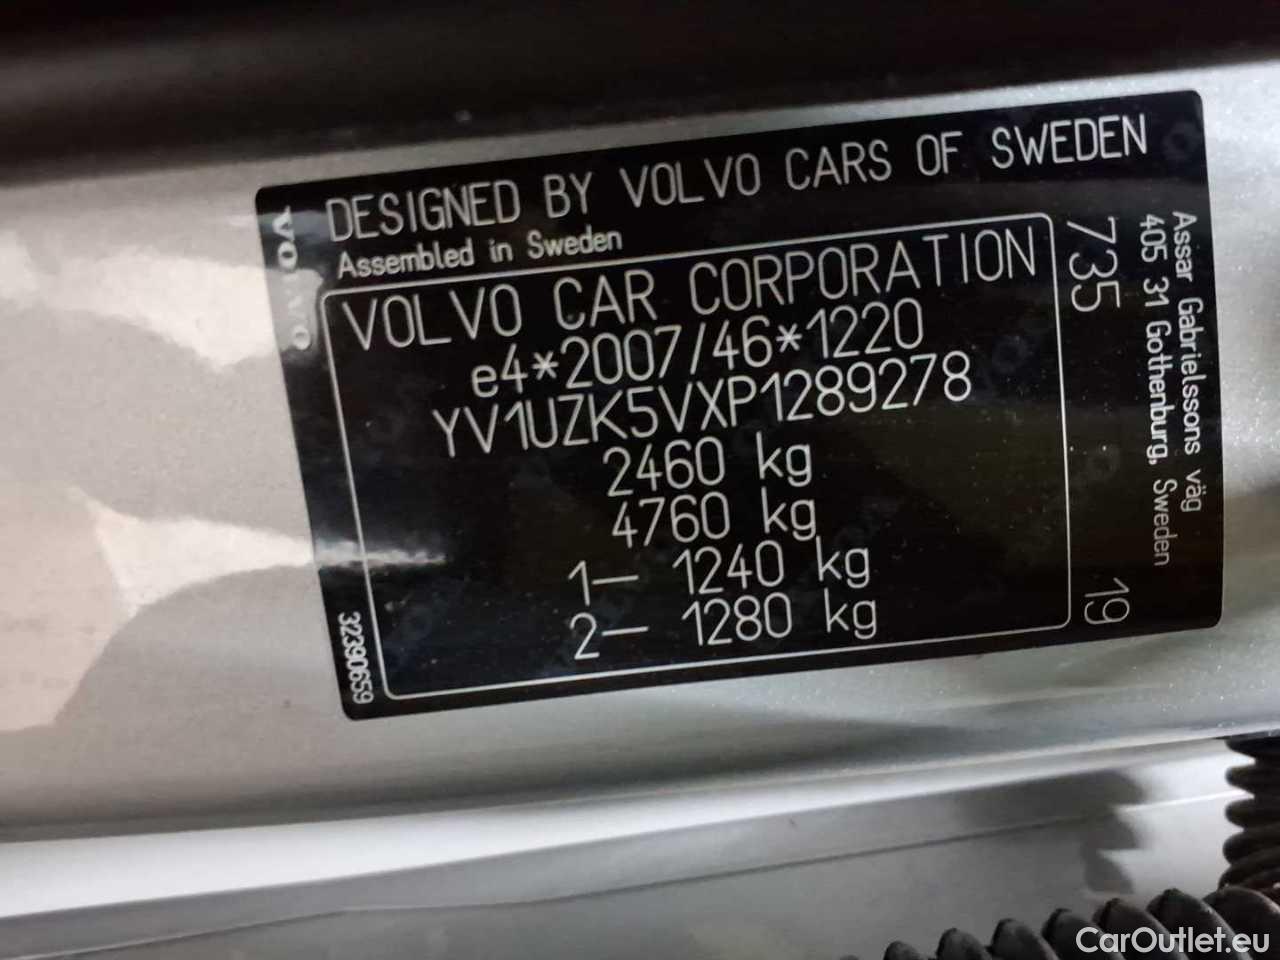 VOLVO
DESIGNED BY VOLVO CARS OF SWEDEN
Assembled in Sweden
VOLVO CAR CORPORATION
e4*2007/46*1220
YV1UZK5VXP1289278
2460 kg
4760 kg
1– 1240 kg
2– 1280 kg
32390659
735 19
Assar Gabrielssons väg
405 31 Gothenburg, Sweden
CarOutlet.eu